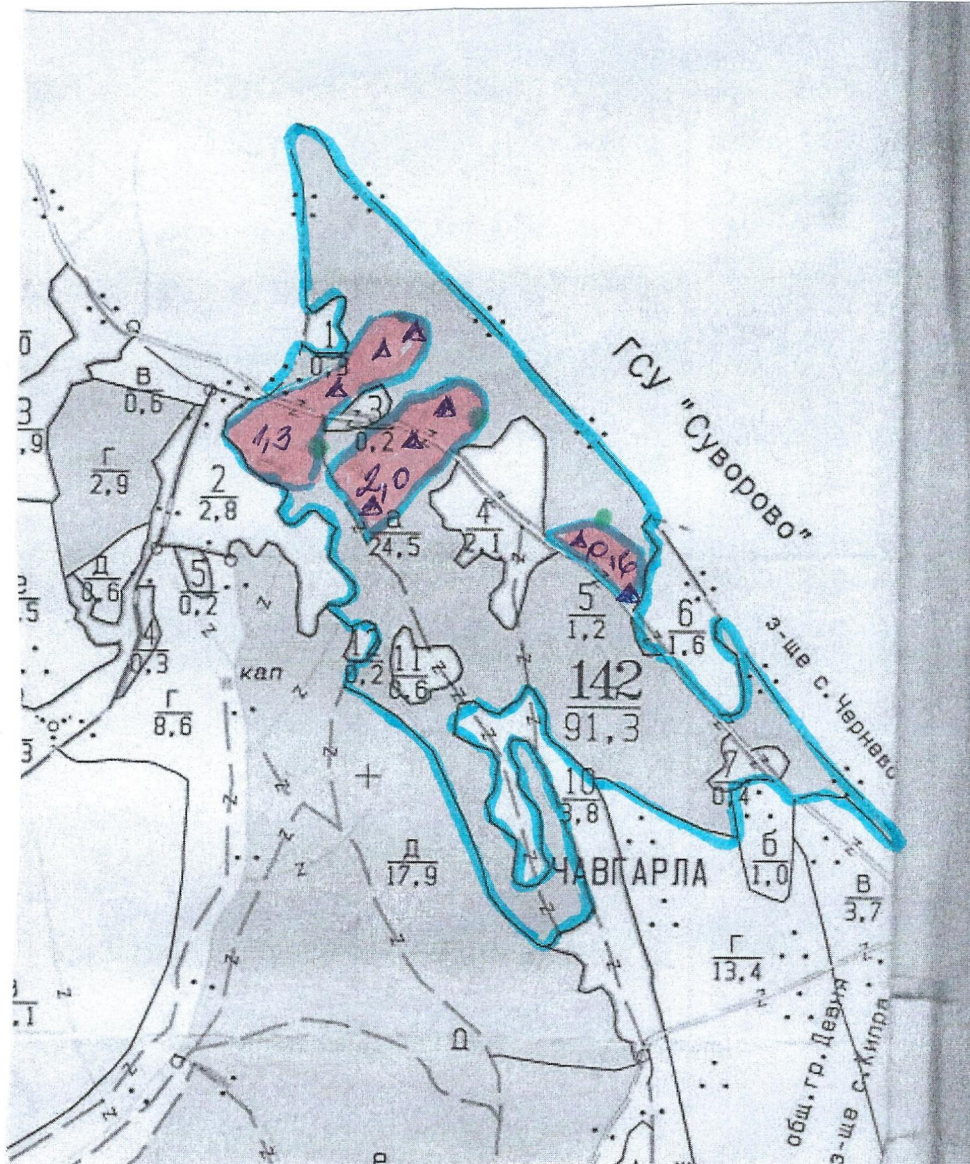 ГСУ "Суворово"
1
0,3
В
0,6
3
0,2
1,3
2,0
Г
2,9
2
2,8
а
24,5
4
2,1
0,6
Д
0,6
5
0,2
5
1,2
6
1,6
з-ще с. Чернево
4
0,3
кап
11
0,6
142
91,3
Г
8,6
7
0,4
10
3,8
Д
17,9
ЧАВГАРЛА
б
1,0
В
3,7
Г
13,4
общ. гр. Девня
з-ще с. Кипра